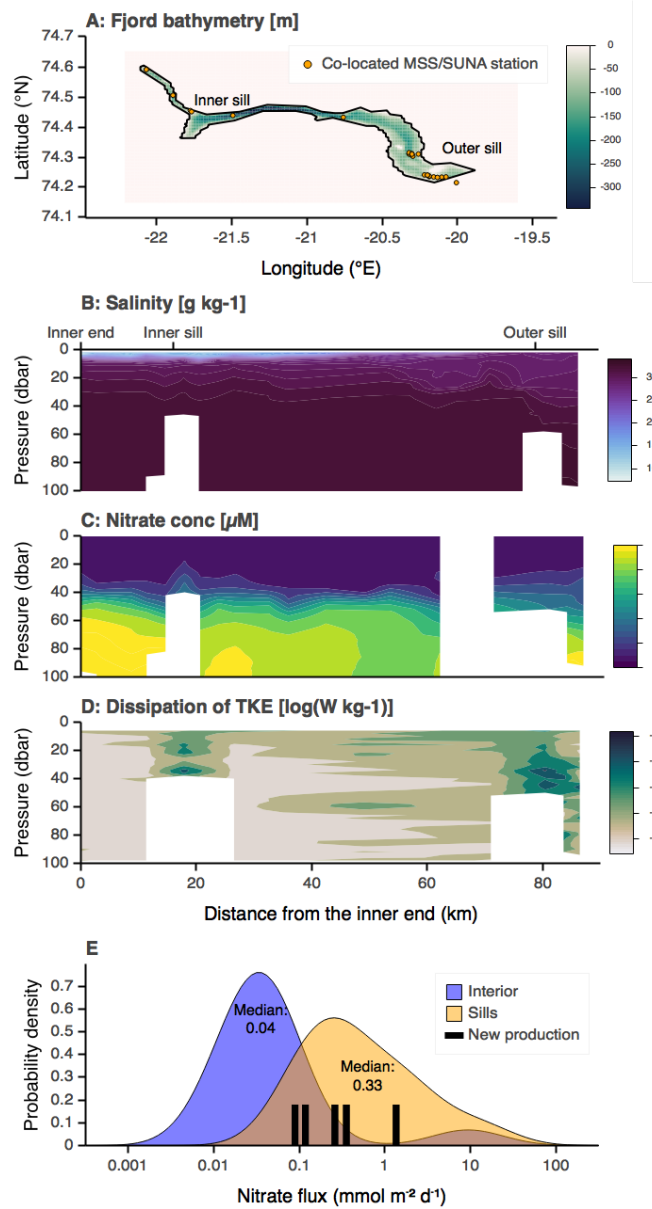 A: Fjord bathymetry [m]
74.7
74.6
74.5
74.4
74.3
74.2
74.1
Latitude (°N)
Co-located MSS/SUNA station
Inner sill
Outer sill
0
-50
-100
-150
-200
-250
-300
-22
-21.5
-21
-20.5
-20
-19.5
Longitude (°E)
B: Salinity [g kg-1]
Inner end
Inner sill
Outer sill
0
20
40
60
80
100
Pressure (dbar)
3
2
2
1
1
C: Nitrate conc [µM]
0
20
40
60
80
100
Pressure (dbar)
D: Dissipation of TKE [log(W kg-1)]
0
20
40
60
80
100
Pressure (dbar)
0
20
40
60
80
Distance from the inner end (km)
E
0.7
0.6
0.5
0.4
0.3
0.2
0.1
0
Probability density
Median:
0.04
Median:
0.33
Interior
Sills
New production
0.001
0.01
0.1
1
10
100
Nitrate flux (mmol m⁻² d⁻¹)